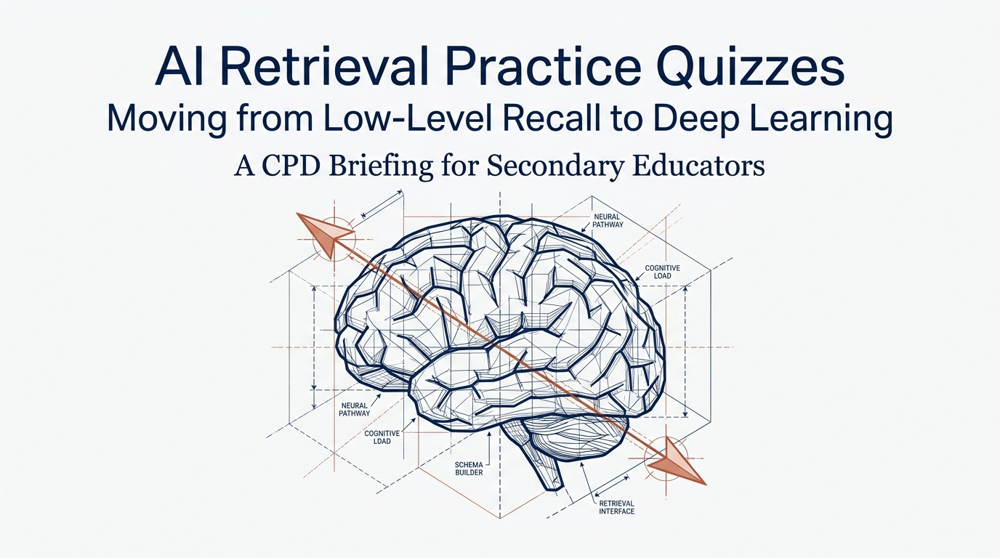 AI Retrieval Practice Quizzes
Moving from Low-Level Recall to Deep Learning
A CPD Briefing for Secondary Educators
NEURAL
PATHWAY
COGNITIVE
LOAD
NEURAL
PATHWAY
COGNITIVE
LDAD
SCHEMA
BUILDER
RETRIEVAL
INTERFACE